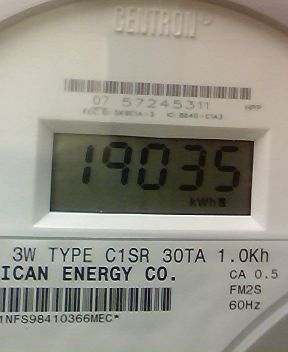 CENTRON
07 57245311 HPP
19035
kWh
3W TYPE C1SR 30TA 1.0Kh
ICAN ENERGY CO. CA 0.5
FM2S
60Hz
1NFS98410366MEC*